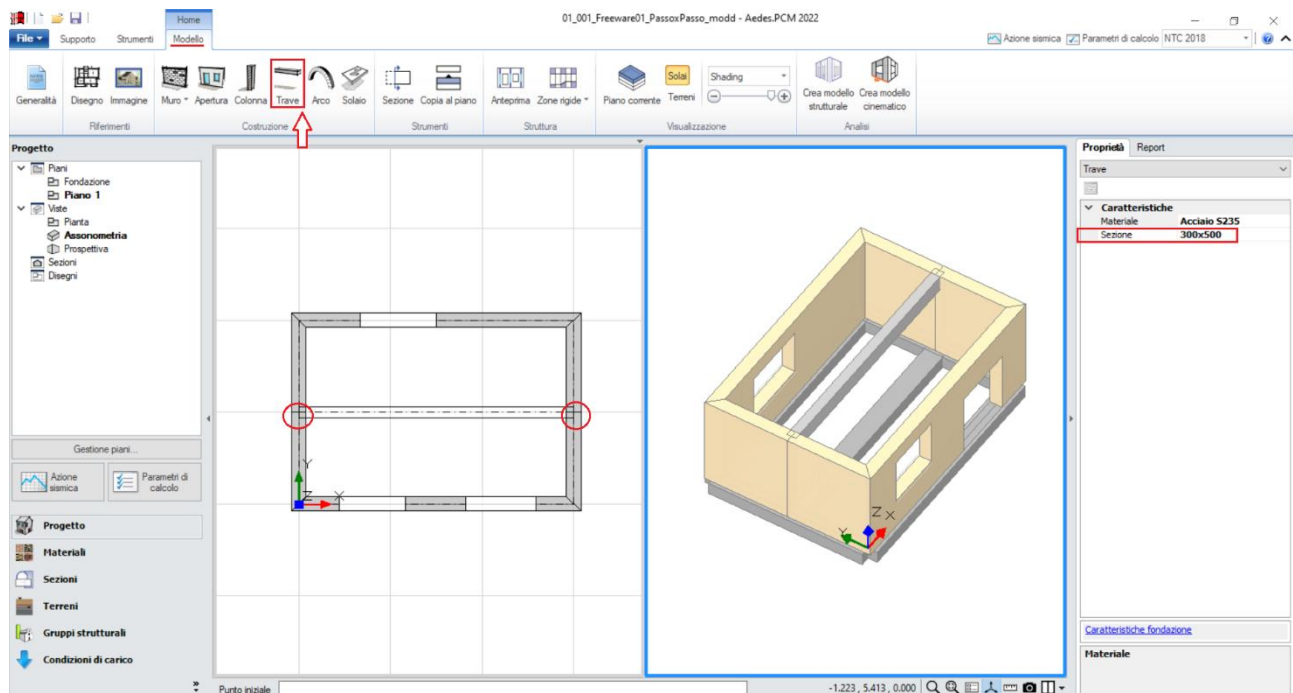 01_001_Freeware01_PassoxPasso_modd - Aedes.PCM 2022
Home
File Supporto Strumenti Modello
Azione sismica Parametri di calcolo NTC 2018
Generalità Disegno Immagine Muro Apertura Colonna Trave Arco Solaio Sezione Copia al piano Anteprima Zone rigide Piano corrente Solai Terreni Shading Crea modello strutturale Crea modello cinematico
Riferimenti Costruzione Strumenti Struttura Visualizzazione Analisi
Progetto
Piani
Fondazione
Piano 1
Viste
Pianta
Assonometria
Prospettiva
Sezioni
Disegni
Gestione piani...
Azione sismica
Parametri di calcolo
Progetto
Materiali
Sezioni
Terreni
Gruppi strutturali
Condizioni di carico
Y
Z X
Z X
Y
Proprietà Report
Trave
Caratteristiche
Materiale Acciaio S235
Sezione 300x500
Caratteristiche fondazione
Materiale
Punto iniziale
-1.223 , 5.413 , 0.000